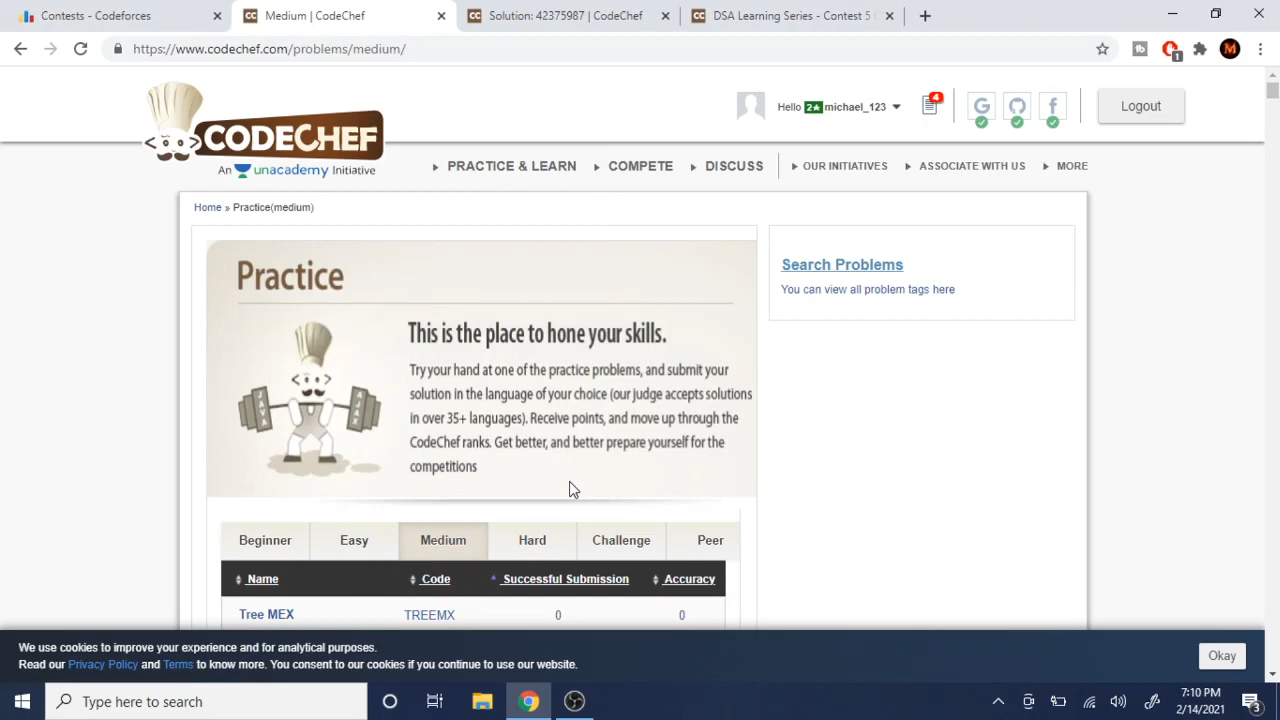 Contests - Codeforces
Medium | CodeChef
Solution: 42375987 | CodeChef
DSA Learning Series - Contest 5 (
https://www.codechef.com/problems/medium/
1
M
CODECHEF
An unacademy Initiative
Hello 2★ michael_123
4
Logout
PRACTICE & LEARN
COMPETE
DISCUSS
OUR INITIATIVES
ASSOCIATE WITH US
MORE
Home » Practice(medium)
Practice
This is the place to hone your skills.
Try your hand at one of the practice problems, and submit your
solution in the language of your choice (our judge accepts solutions
in over 35+ languages). Receive points, and move up through the
CodeChef ranks. Get better, and better prepare yourself for the
competitions
JAVA
AJAX
Search Problems
You can view all problem tags here
Beginner
Easy
Medium
Hard
Challenge
Peer
Name
Code
Successful Submission
Accuracy
Tree MEX
TREEMX
0
0
We use cookies to improve your experience and for analytical purposes.
Read our Privacy Policy and Terms to know more. You consent to our cookies if you continue to use our website.
Okay
Type here to search
7:10 PM
2/14/2021
3